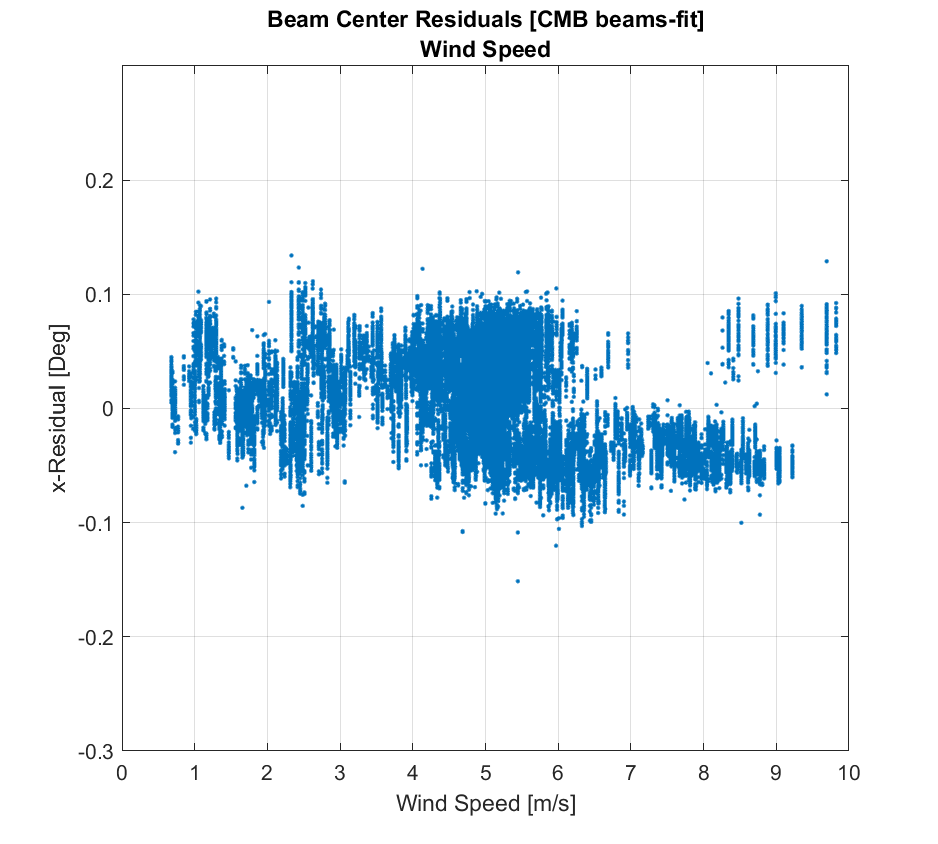 Beam Center Residuals [CMB beams-fit]
Wind Speed
x-Residual [Deg]
0.2
0.1
0
-0.1
-0.2
-0.3
0 1 2 3 4 5 6 7 8 9 10
Wind Speed [m/s]